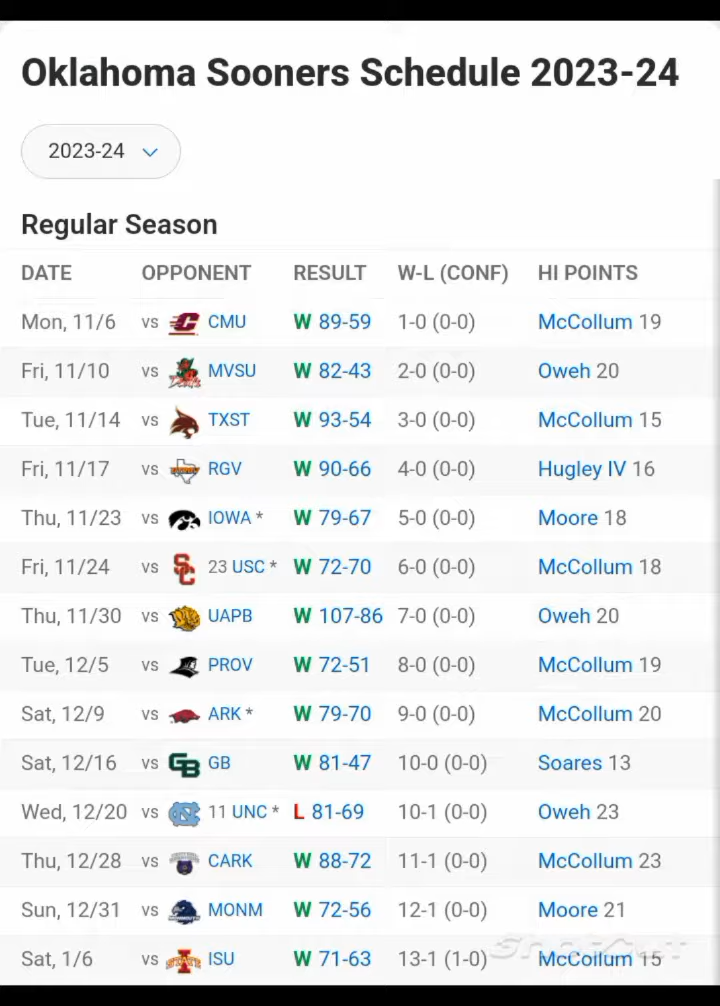 Oklahoma Sooners Schedule 2023-24
2023-24
Regular Season
DATE OPPONENT RESULT W-L (CONF) HI POINTS
Mon, 11/6 vs CMU W 89-59 1-0 (0-0) McCollum 19
Fri, 11/10 vs MVSU W 82-43 2-0 (0-0) Oweh 20
Tue, 11/14 vs TXST W 93-54 3-0 (0-0) McCollum 15
Fri, 11/17 vs RGV W 90-66 4-0 (0-0) Hugley IV 16
Thu, 11/23 vs IOWA * W 79-67 5-0 (0-0) Moore 18
Fri, 11/24 vs 23 USC * W 72-70 6-0 (0-0) McCollum 18
Thu, 11/30 vs UAPB W 107-86 7-0 (0-0) Oweh 20
Tue, 12/5 vs PROV W 72-51 8-0 (0-0) McCollum 19
Sat, 12/9 vs ARK * W 79-70 9-0 (0-0) McCollum 20
Sat, 12/16 vs GB W 81-47 10-0 (0-0) Soares 13
Wed, 12/20 vs 11 UNC * L 81-69 10-1 (0-0) Oweh 23
Thu, 12/28 vs CARK W 88-72 11-1 (0-0) McCollum 23
Sun, 12/31 vs MONM W 72-56 12-1 (0-0) Moore 21
Sat, 1/6 vs ISU W 71-63 13-1 (1-0) McCollum 15